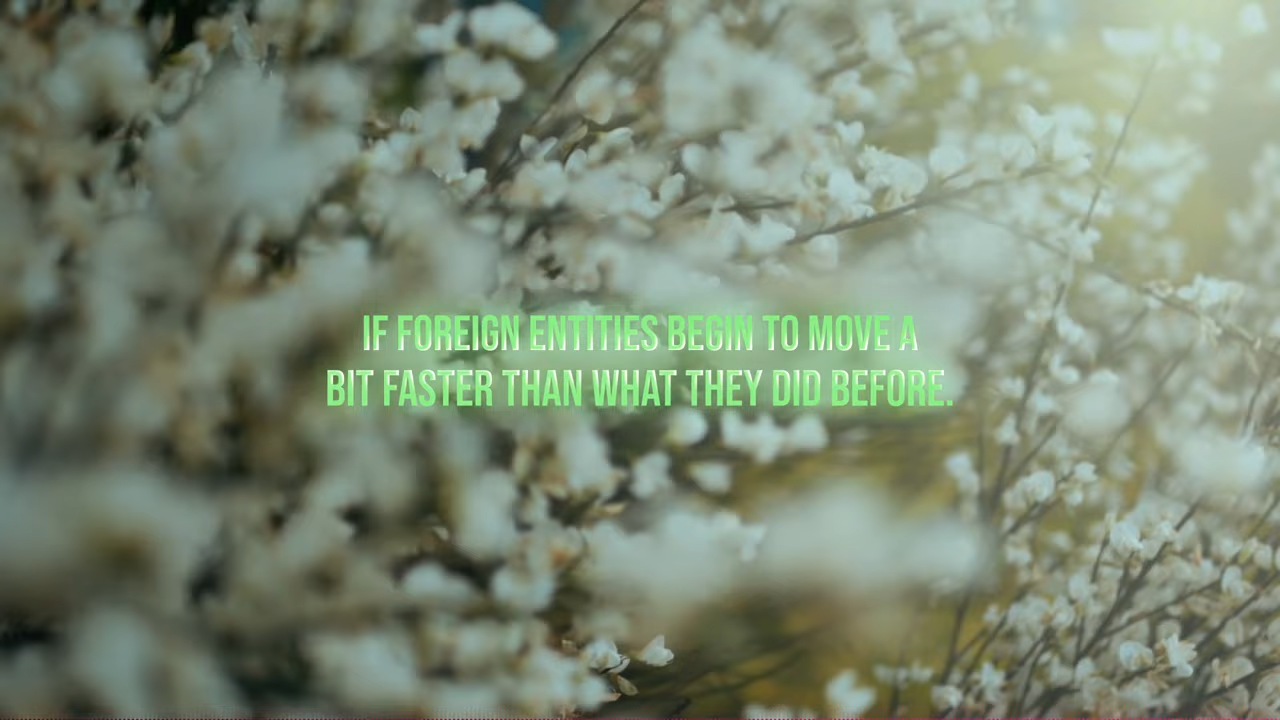 IF FOREIGN ENTITIES BEGIN TO MOVE A
BIT FASTER THAN WHAT THEY DID BEFORE.